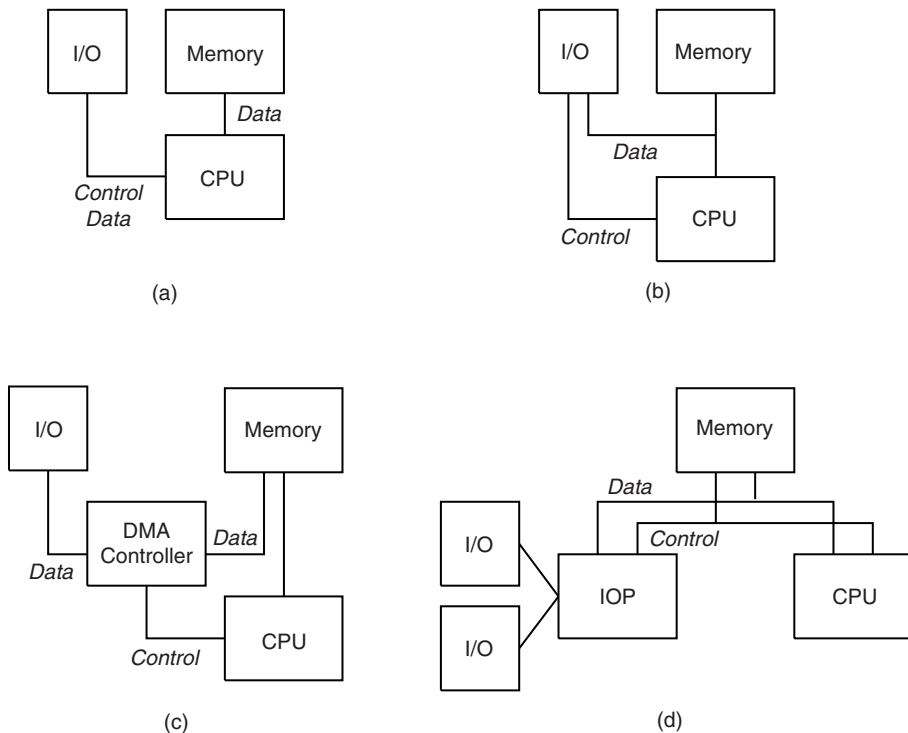 I/O
Memory
Data
CPU
Control
Data
(a)
I/O
Memory
Data
CPU
Control
(b)
I/O
Memory
DMA
Controller
Data
Data
CPU
Control
(c)
Memory
Data
Control
I/O
IOP
CPU
I/O
(d)